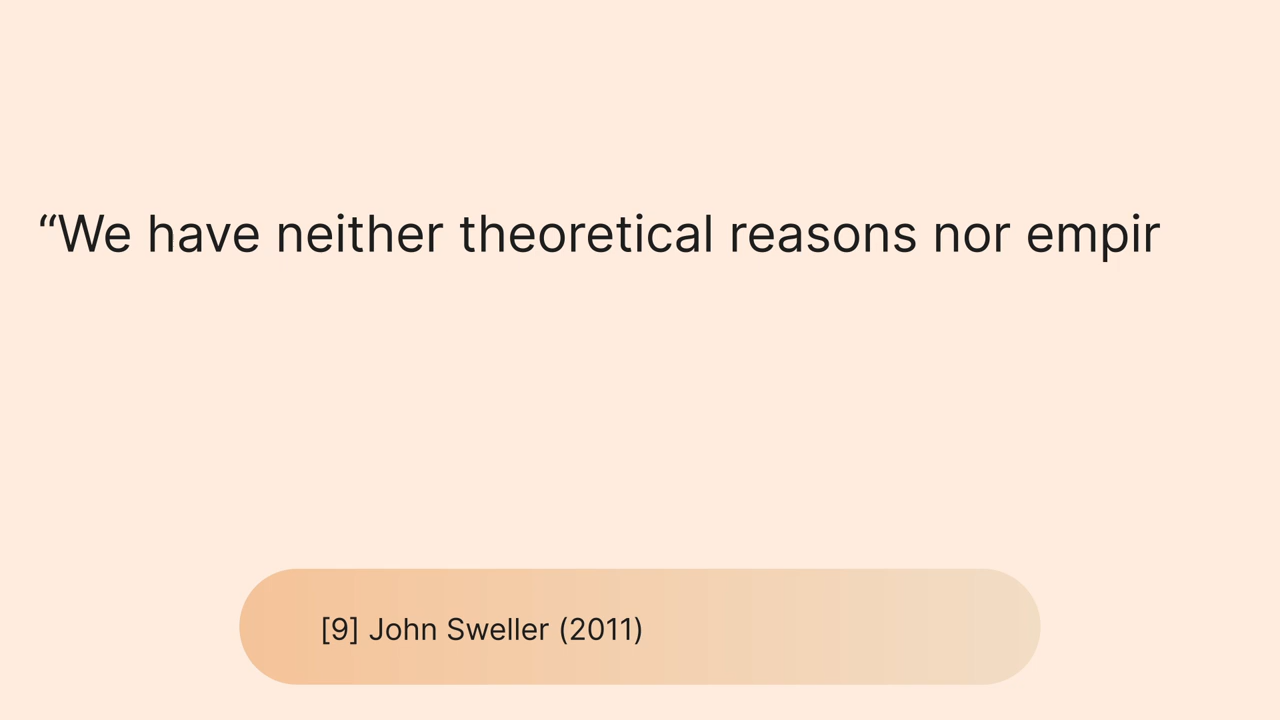 “We have neither theoretical reasons nor empir
[9] John Sweller (2011)